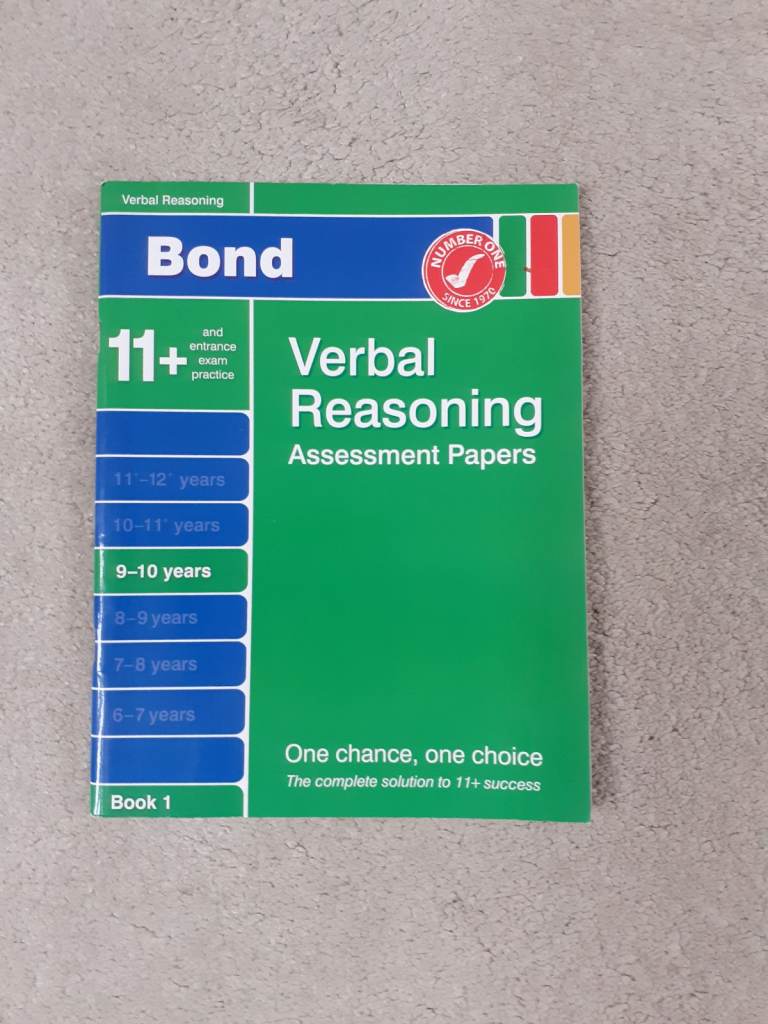 Verbal Reasoning
Bond
NUMBER ONE
SINCE 1970
11+
and
entrance
exam
practice
Verbal
Reasoning
Assessment Papers
11+–12+ years
10–11+ years
9–10 years
8–9 years
7–8 years
6–7 years
One chance, one choice
The complete solution to 11+ success
Book 1